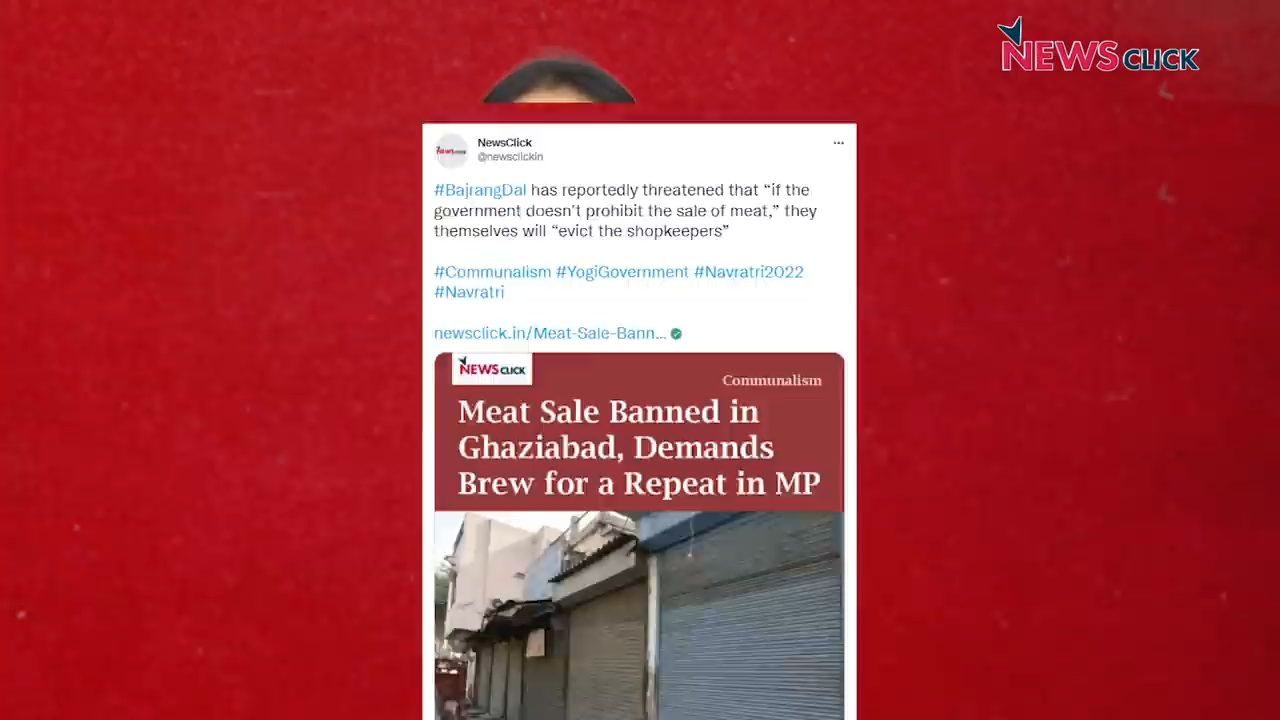 NEWSCLICK
NewsClick
@newsclickin
#BajrangDal has reportedly threatened that “if the
government doesn't prohibit the sale of meat,” they
themselves will “evict the shopkeepers”
#Communalism #YogiGovernment #Navratri2022
#Navratri
newsclick.in/Meat-Sale-Bann...
NEWSCLICK
Communalism
Meat Sale Banned in
Ghaziabad, Demands
Brew for a Repeat in MP